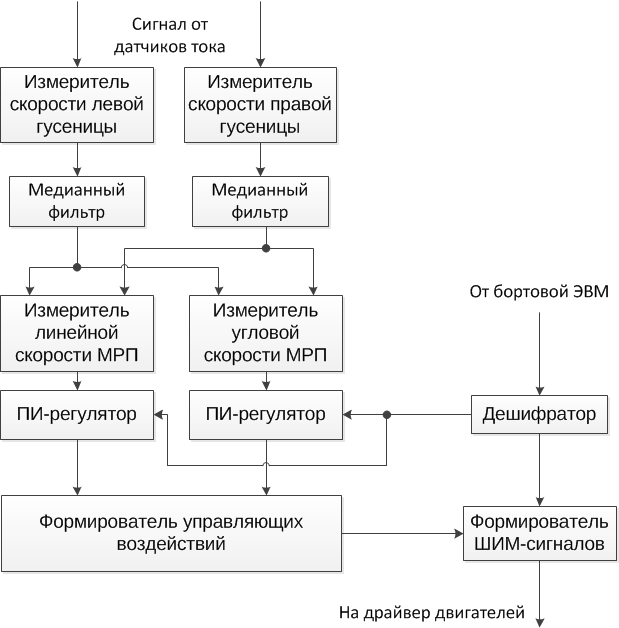 Сигнал от
датчиков тока
Измеритель
скорости левой
гусеницы
Измеритель
скорости правой
гусеницы
Медианный
фильтр
Медианный
фильтр
От бортовой ЭВМ
Измеритель
линейной
скорости МРП
Измеритель
угловой
скорости МРП
ПИ-регулятор
ПИ-регулятор
Дешифратор
Формирователь управляющих
воздействий
Формирователь
ШИМ-сигналов
На драйвер двигателей